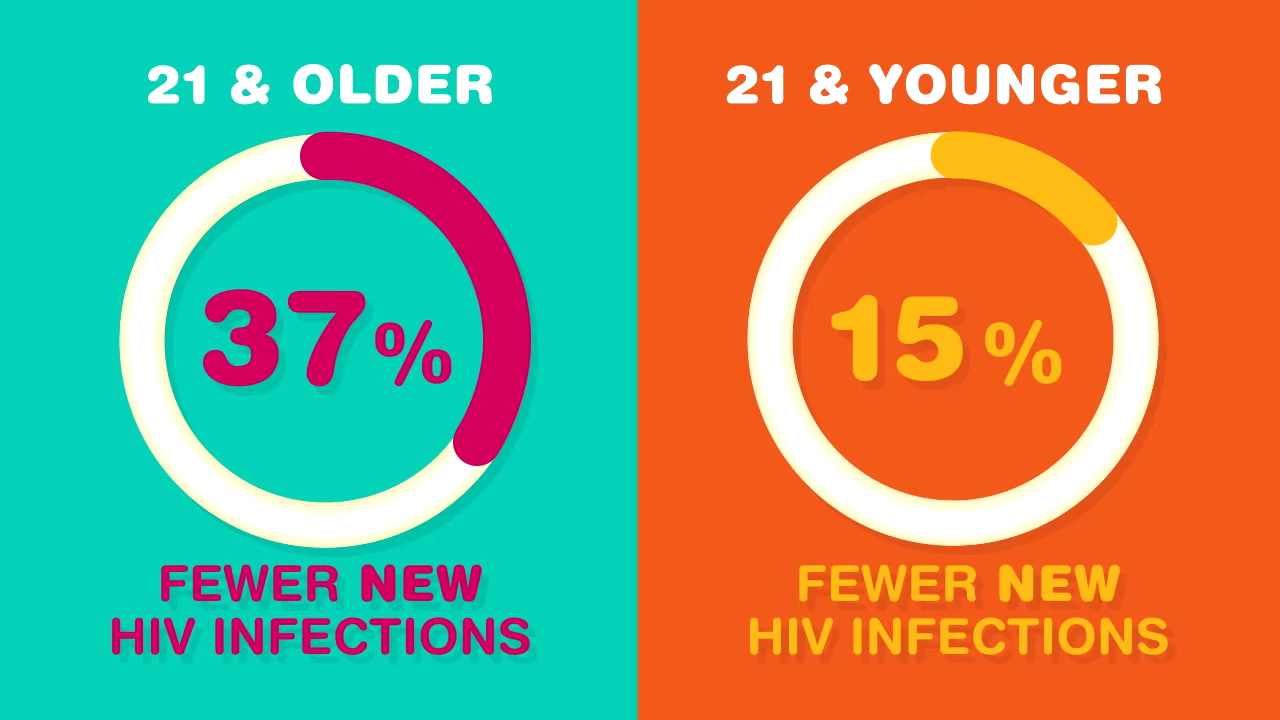 21 & OLDER
37%
FEWER NEW
HIV INFECTIONS
21 & YOUNGER
15%
FEWER NEW
HIV INFECTIONS